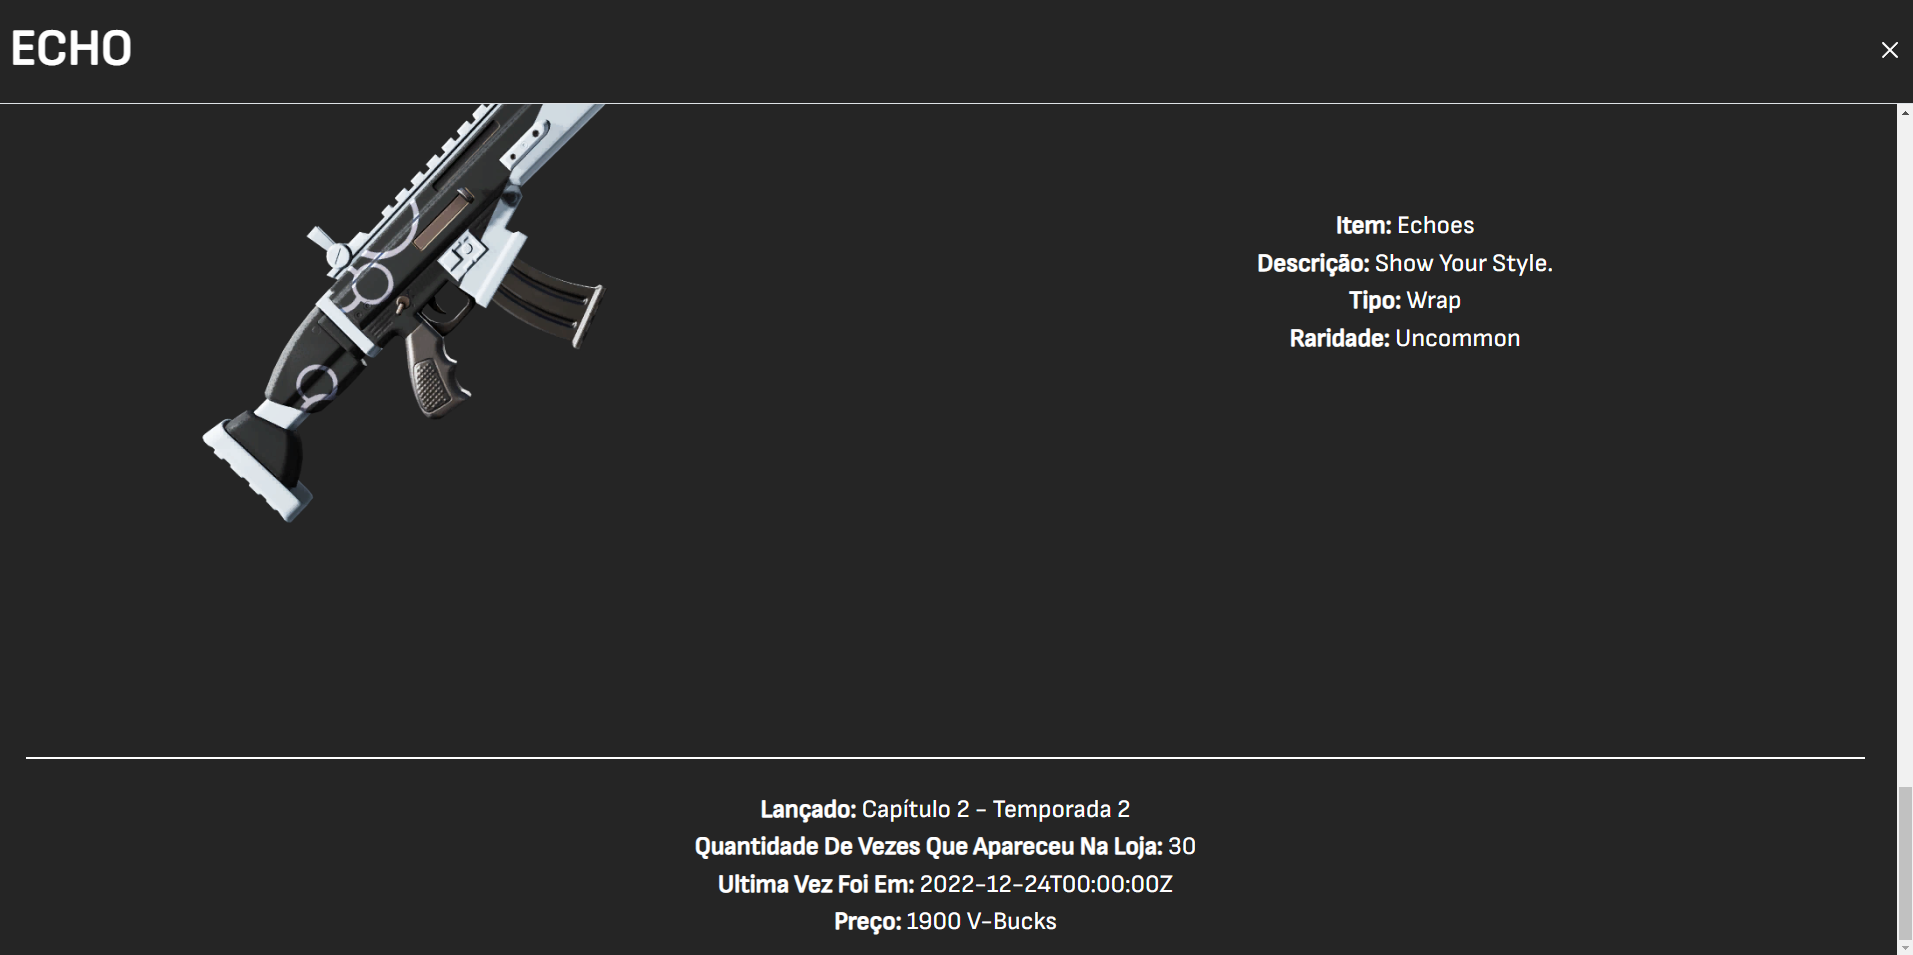 ECHO
Item: Echoes
Descrição: Show Your Style.
Tipo: Wrap
Raridade: Uncommon
Lançado: Capítulo 2 - Temporada 2
Quantidade De Vezes Que Apareceu Na Loja: 30
Ultima Vez Foi Em: 2022-12-24T00:00:00Z
Preço: 1900 V-Bucks